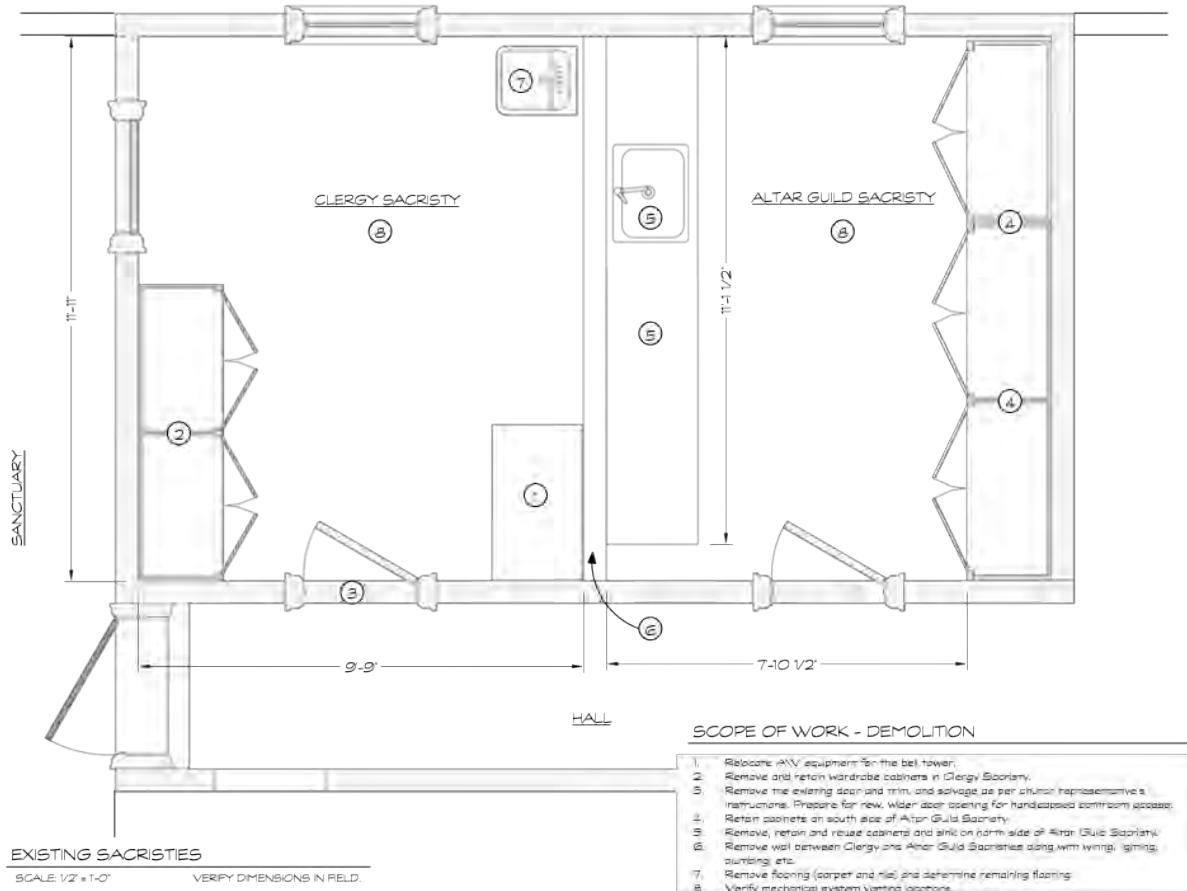 7
CLERGY SACRISTY
8
5
ALTAR GUILD SACRISTY
8
4
11'-11"
11'-1 1/2"
5
4
2
SANCTUARY
1
3
6
9'-9"
7'-10 1/2"
HALL
SCOPE OF WORK - DEMOLITION
1. Relocate A/V equipment for the bell tower.
2. Remove and retain wardrobe cabinets in Clergy Sacristy.
3. Remove the existing door and trim, and salvage as per church representative's
instructions. Prepare for new, wider door opening for handicapped bathroom access.
4. Retain cabinets on south side of Altar Guild Sacristy.
5. Remove, retain and reuse cabinets and sink on north side of Altar Guild Sacristy.
6. Remove wall between Clergy and Altar Guild Sacristies along with wiring, lighting,
plumbing, etc.
7. Remove flooring (carpet and tile) and determine remaining flooring
8. Verify mechanical system venting locations.
EXISTING SACRISTIES
SCALE: 1/2" = 1'-0"
VERIFY DIMENSIONS IN FIELD.